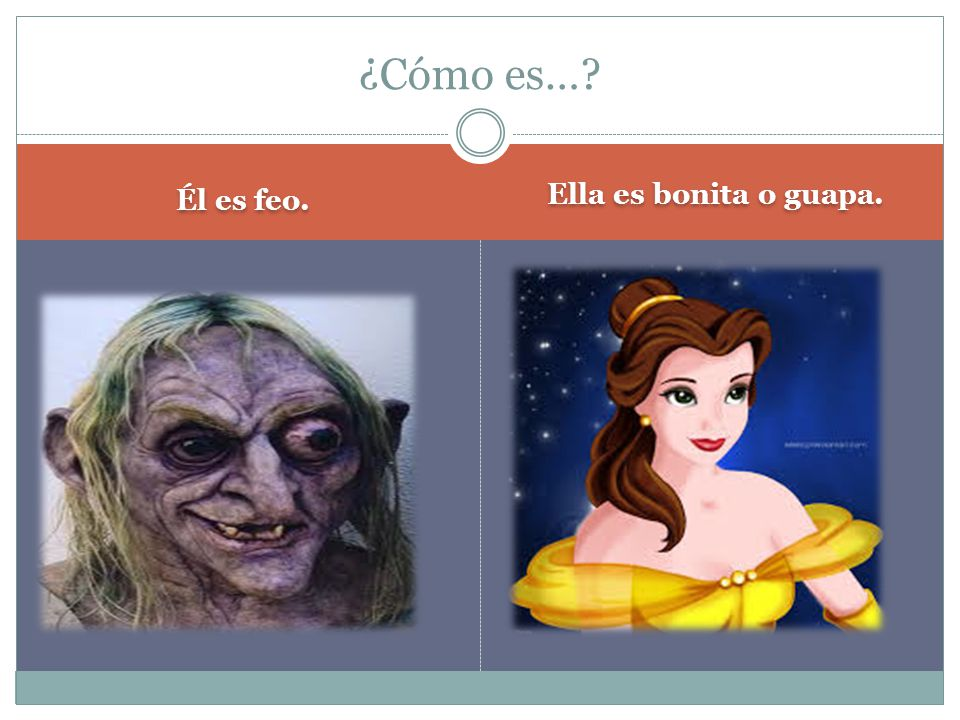 ¿Cómo es...?
Él es feo.
Ella es bonita o guapa.